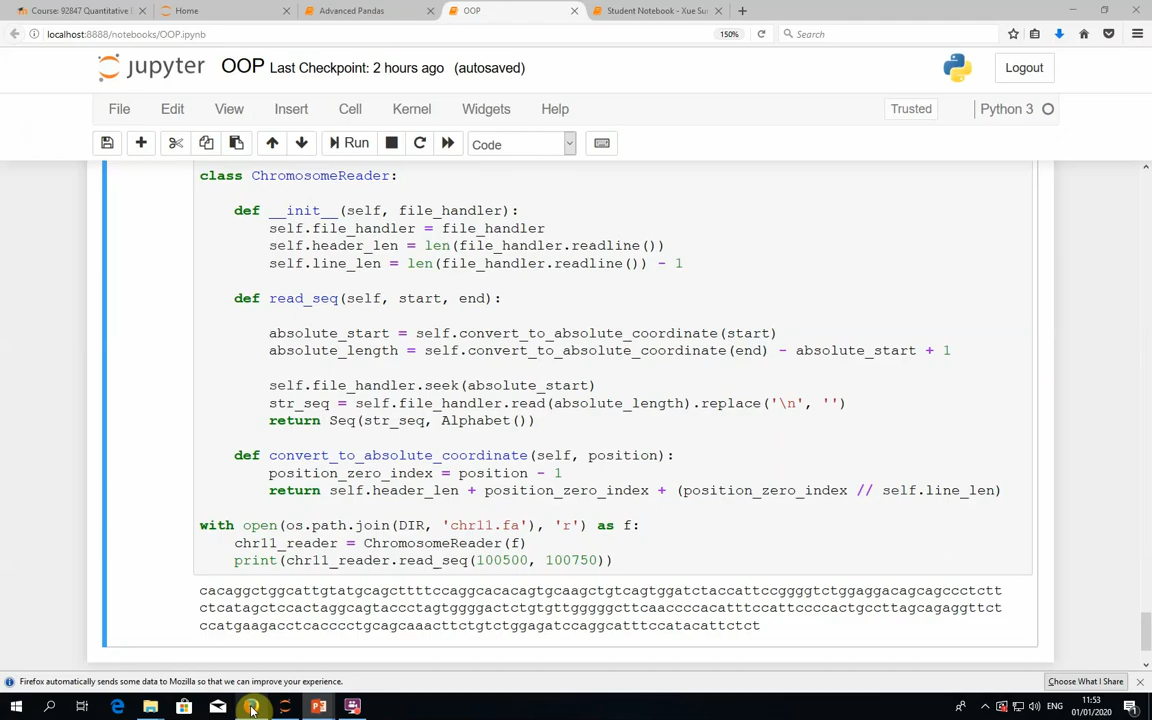 Course: 92847 Quantitative
Home
Advanced Pandas
OOP
Student Notebook - Xue Su
localhost:8888/notebooks/OOP.ipynb
150%
Search
jupyter OOP Last Checkpoint: 2 hours ago (autosaved)
Logout
File Edit View Insert Cell Kernel Widgets Help
Trusted
Python 3
Run
Code
class ChromosomeReader:
def __init__(self, file_handler):
self.file_handler = file_handler
self.header_len = len(file_handler.readline())
self.line_len = len(file_handler.readline()) - 1
def read_seq(self, start, end):
absolute_start = self.convert_to_absolute_coordinate(start)
absolute_length = self.convert_to_absolute_coordinate(end) - absolute_start + 1
self.file_handler.seek(absolute_start)
str_seq = self.file_handler.read(absolute_length).replace('\n', '')
return Seq(str_seq, Alphabet())
def convert_to_absolute_coordinate(self, position):
position_zero_index = position - 1
return self.header_len + position_zero_index + (position_zero_index // self.line_len)
with open(os.path.join(DIR, 'chr11.fa'), 'r') as f:
chr11_reader = ChromosomeReader(f)
print(chr11_reader.read_seq(100500, 100750))
cacaggctggcattgtatgcagcttttccaggcacacagtgcaagctgtcagtggatctaccattccggggtctggaggacagcagccctctt
ctcatagctccactaggcagtaccctagtggggactctgtgttgggggcttcaaccccacatttccattccccactgccttagcagaggttct
ccatgaagacctcacccctgcagcaaacttctgtctggagatccaggcatttccatacattctct
Firefox automatically sends some data to Mozilla so that we can improve your experience.
Choose What I Share
ENG
11:53
01/01/2020